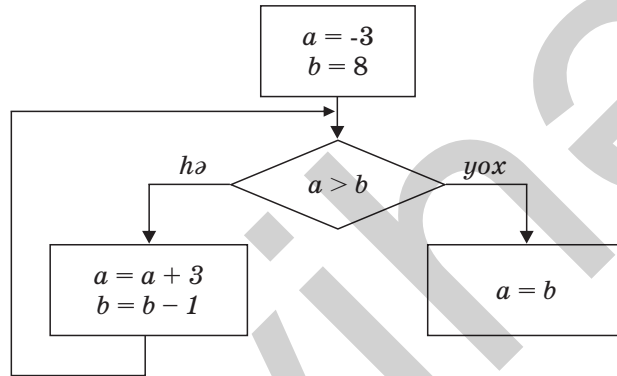 a = -3
b = 8
hə
a > b
yox
a = a + 3
b = b – 1
a = b